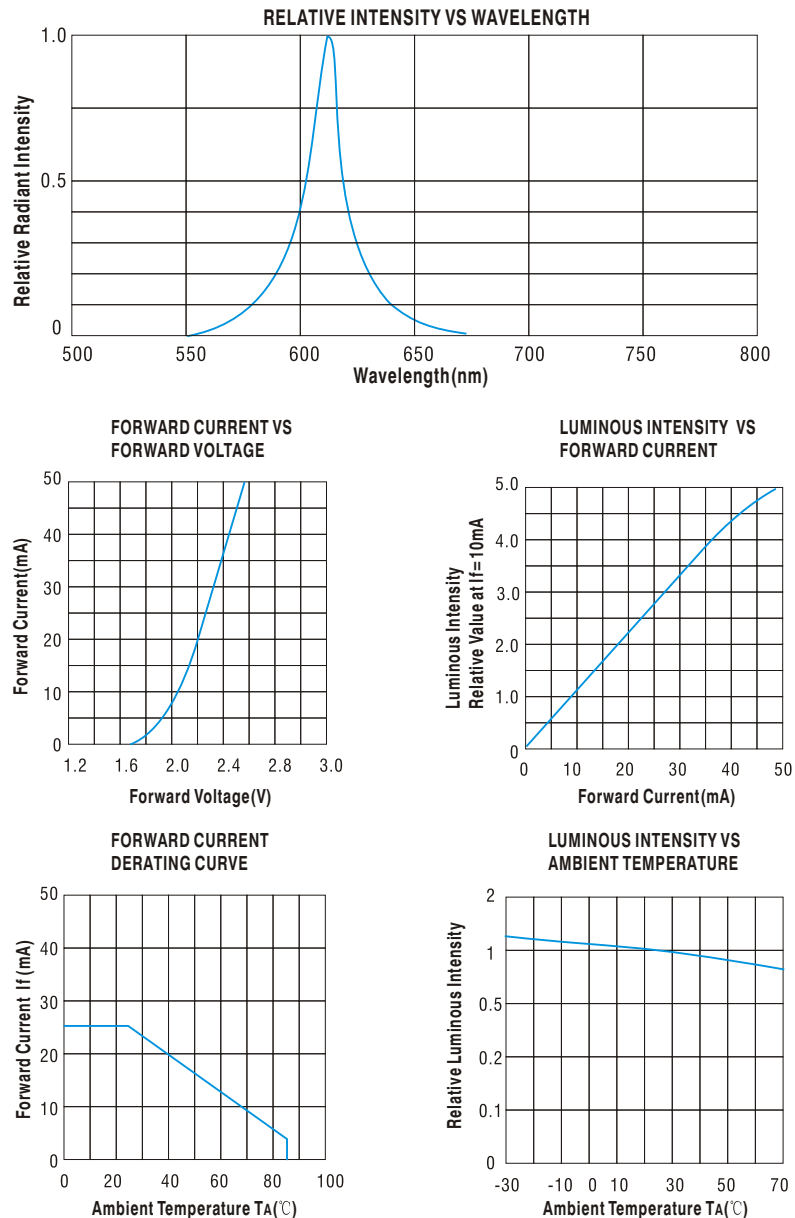 RELATIVE INTENSITY VS WAVELENGTH
Relative Radiant Intensity
1.0
0.5
0
500 550 600 650 700 750 800
Wavelength(nm)
FORWARD CURRENT VS
FORWARD VOLTAGE
Forward Current(mA)
50
40
30
20
10
0
1.2 1.6 2.0 2.4 2.8 3.0
Forward Voltage(V)
LUMINOUS INTENSITY VS
FORWARD CURRENT
Luminous Intensity
Relative Value at If=10mA
5.0
4.0
3.0
2.0
1.0
0
0 10 20 30 40 50
Forward Current(mA)
FORWARD CURRENT
DERATING CURVE
Forward Current If (mA)
50
40
30
20
10
0
0 20 40 60 80 100
Ambient Temperature TA(℃)
LUMINOUS INTENSITY VS
AMBIENT TEMPERATURE
Relative Luminous Intensity
2
1
0.5
0.2
0.1
0
-30 -10 0 10 30 50 70
Ambient Temperature TA(℃)